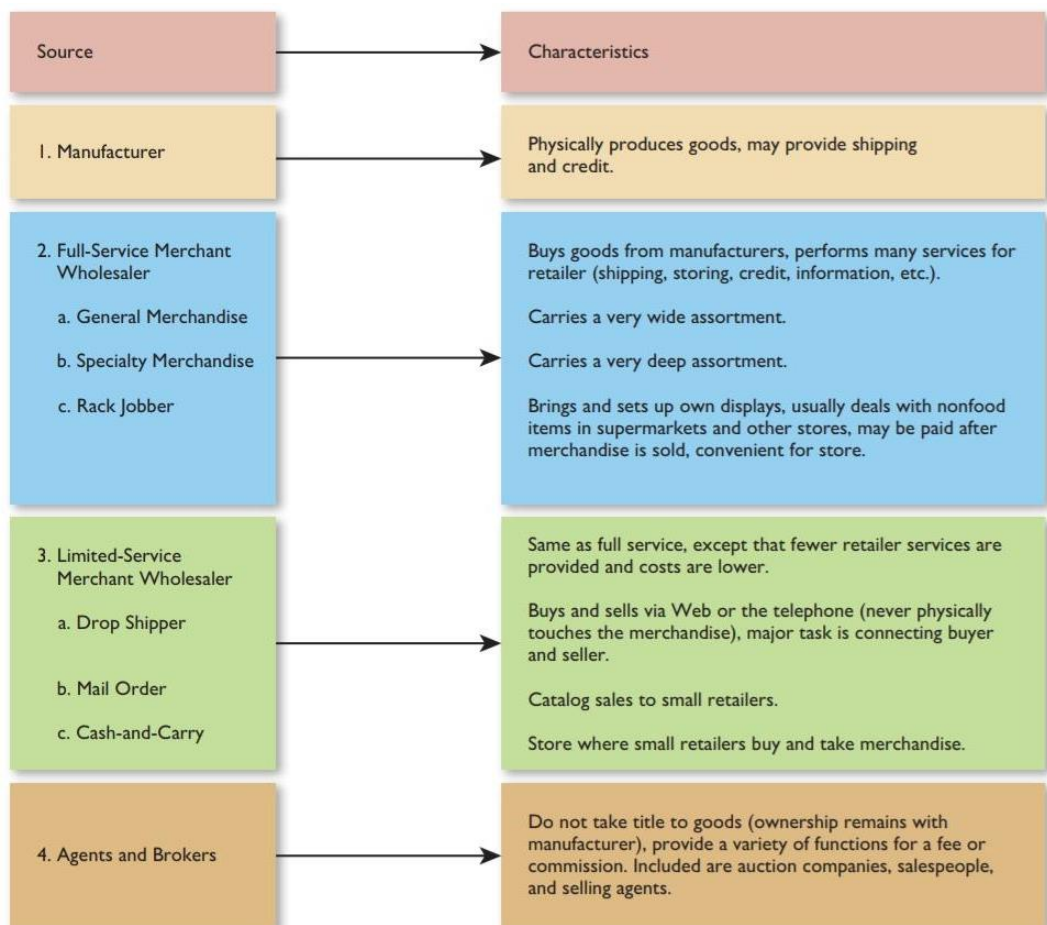 Source
Characteristics
1. Manufacturer
Physically produces goods, may provide shipping
and credit.
2. Full-Service Merchant
Wholesaler
a. General Merchandise
b. Specialty Merchandise
c. Rack Jobber
Buys goods from manufacturers, performs many services for
retailer (shipping, storing, credit, information, etc.).
Carries a very wide assortment.
Carries a very deep assortment.
Brings and sets up own displays, usually deals with nonfood
items in supermarkets and other stores, may be paid after
merchandise is sold, convenient for store.
3. Limited-Service
Merchant Wholesaler
a. Drop Shipper
b. Mail Order
c. Cash-and-Carry
Same as full service, except that fewer retailer services are
provided and costs are lower.
Buys and sells via Web or the telephone (never physically
touches the merchandise), major task is connecting buyer
and seller.
Catalog sales to small retailers.
Store where small retailers buy and take merchandise.
4. Agents and Brokers
Do not take title to goods (ownership remains with
manufacturer), provide a variety of functions for a fee or
commission. Included are auction companies, salespeople,
and selling agents.